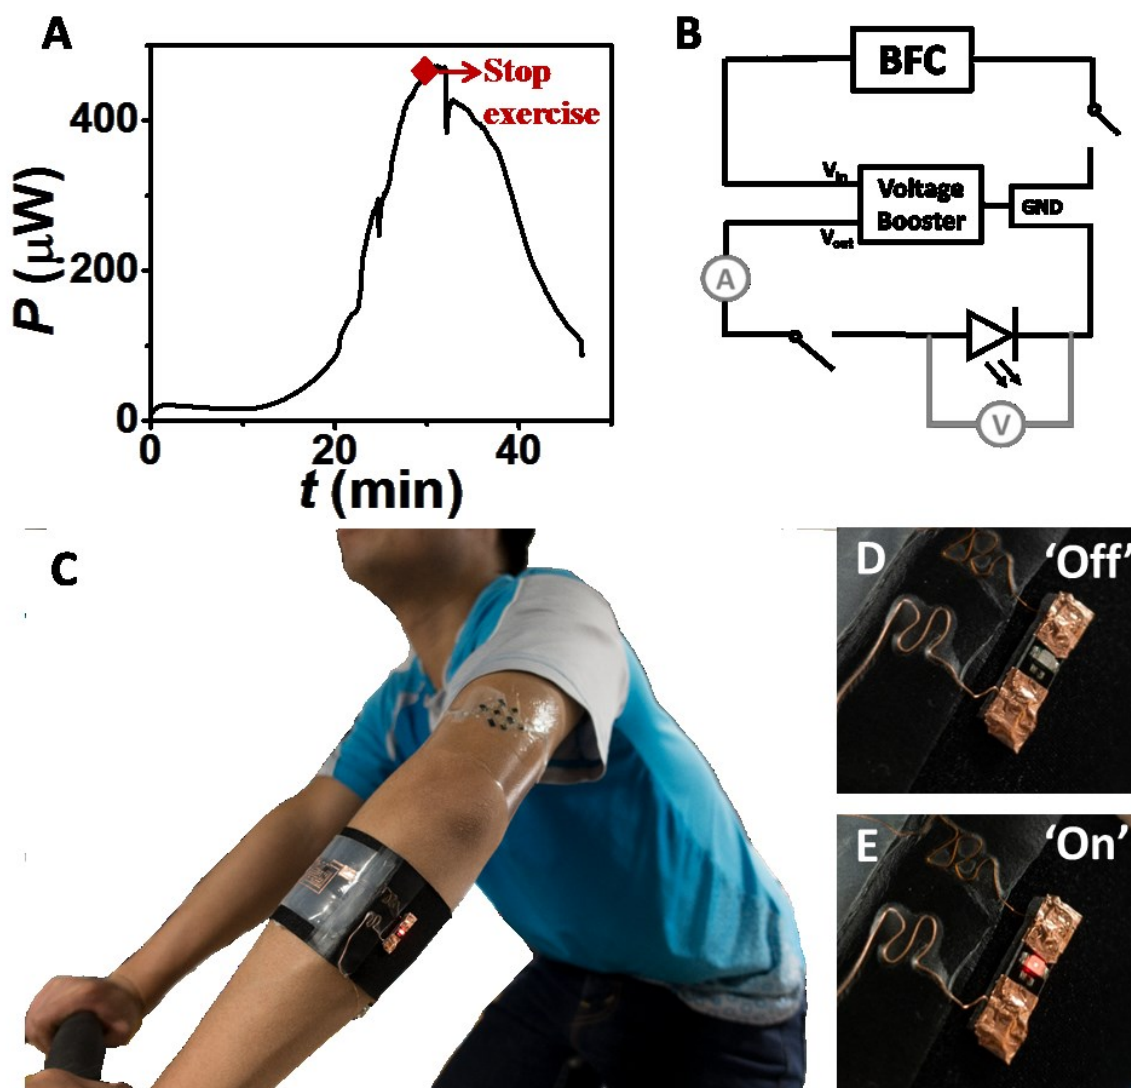 A
Stop
exercise
400
200
0
P (µW)
0 20 40
t (min)
B
BFC
Vin
Voltage
Booster
GND
Vout
A
V
C
D
'Off'
E
'On'